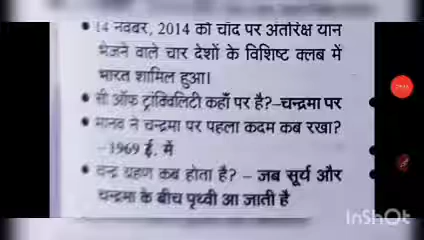 14 नवंबर, 2014 को चाँद पर अंतरिक्ष यान
भेजने वाले चार देशों के विशिष्ट क्लब में
भारत शामिल हुआ।
सी ऑफ ट्रांक्विलिटी कहाँ पर है?–चन्द्रमा पर
मानव ने चन्द्रमा पर पहला कदम कब रखा?
–1969 ई. में
चन्द्र ग्रहण कब होता है? – जब सूर्य और
चन्द्रमा के बीच पृथ्वी आ जाती है
InShOt